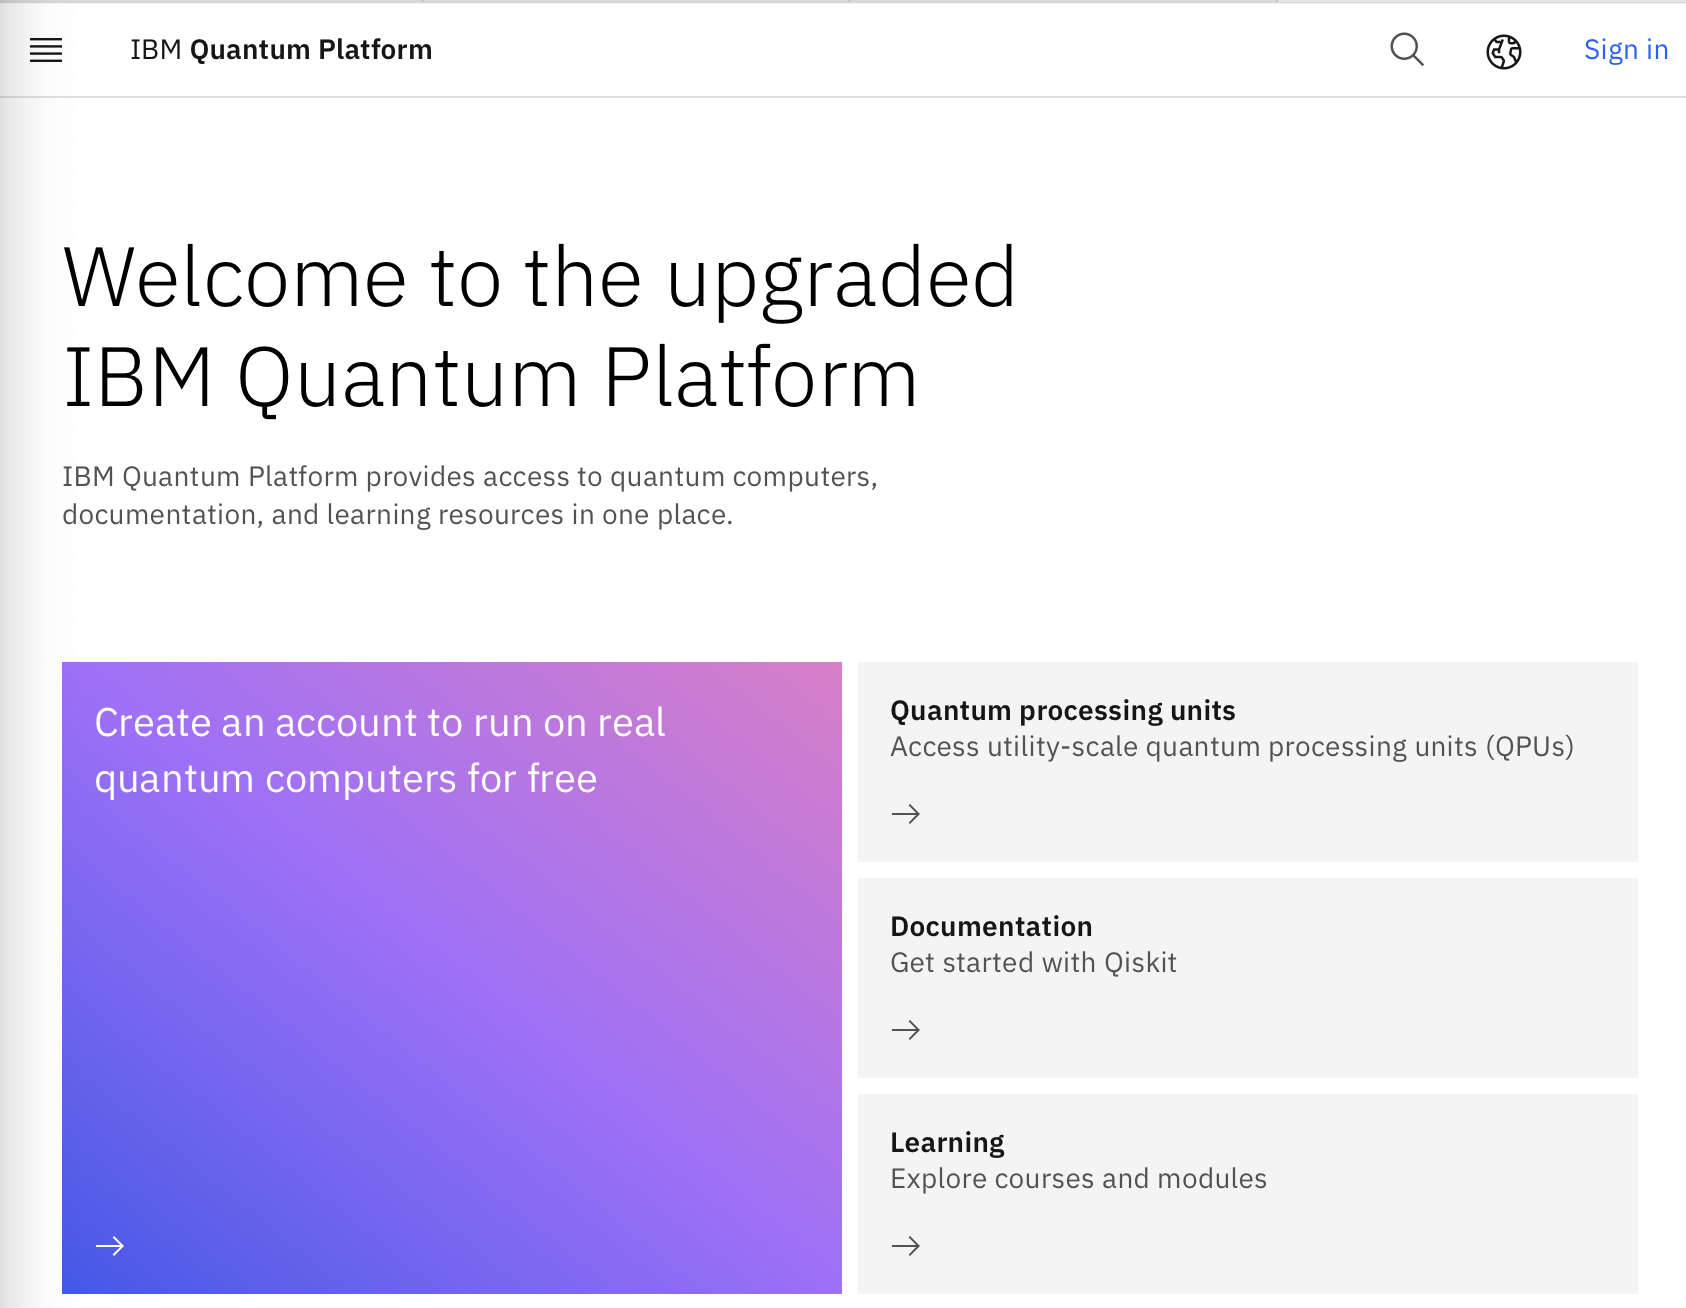 IBM Quantum Platform
Sign in
Welcome to the upgraded
IBM Quantum Platform
IBM Quantum Platform provides access to quantum computers,
documentation, and learning resources in one place.
Create an account to run on real
quantum computers for free
Quantum processing units
Access utility-scale quantum processing units (QPUs)
Documentation
Get started with Qiskit
Learning
Explore courses and modules